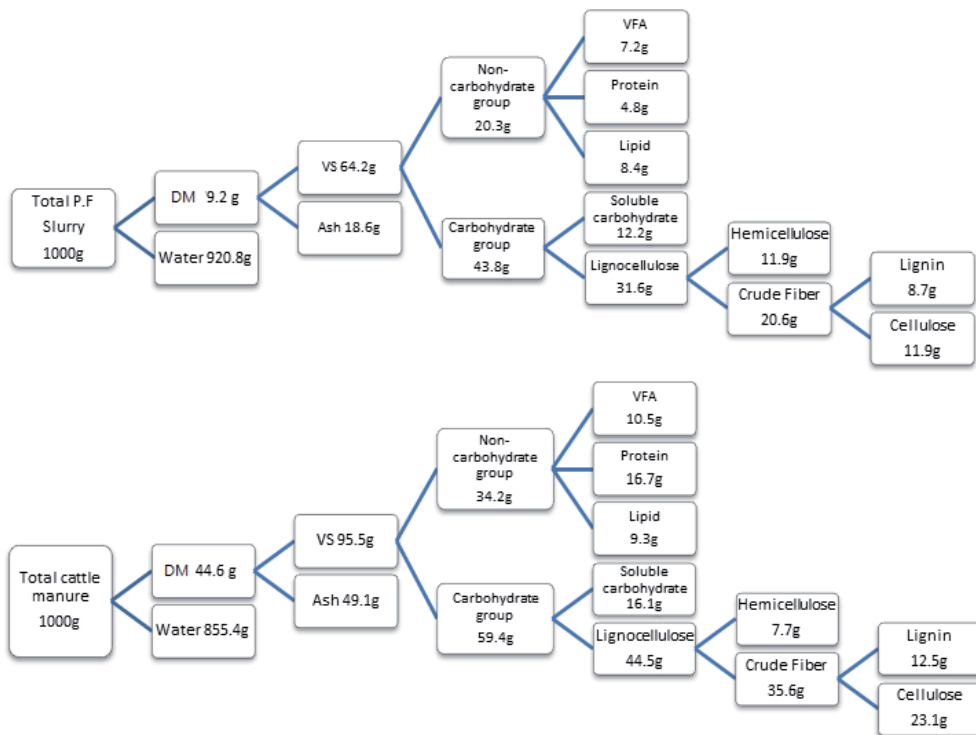 Total P.F
Slurry
1000g
DM 9.2 g
Water 920.8g
VS 64.2g
Ash 18.6g
Non-
carbohydrate
group
20.3g
Carbohydrate
group
43.8g
VFA
7.2g
Protein
4.8g
Lipid
8.4g
Soluble
carbohydrate
12.2g
Lignocellulose
31.6g
Hemicellulose
11.9g
Crude Fiber
20.6g
Lignin
8.7g
Cellulose
11.9g
Total cattle
manure
1000g
DM 44.6 g
Water 855.4g
VS 95.5g
Ash 49.1g
Non-
carbohydrate
group
34.2g
Carbohydrate
group
59.4g
VFA
10.5g
Protein
16.7g
Lipid
9.3g
Soluble
carbohydrate
16.1g
Lignocellulose
44.5g
Hemicellulose
7.7g
Crude Fiber
35.6g
Lignin
12.5g
Cellulose
23.1g